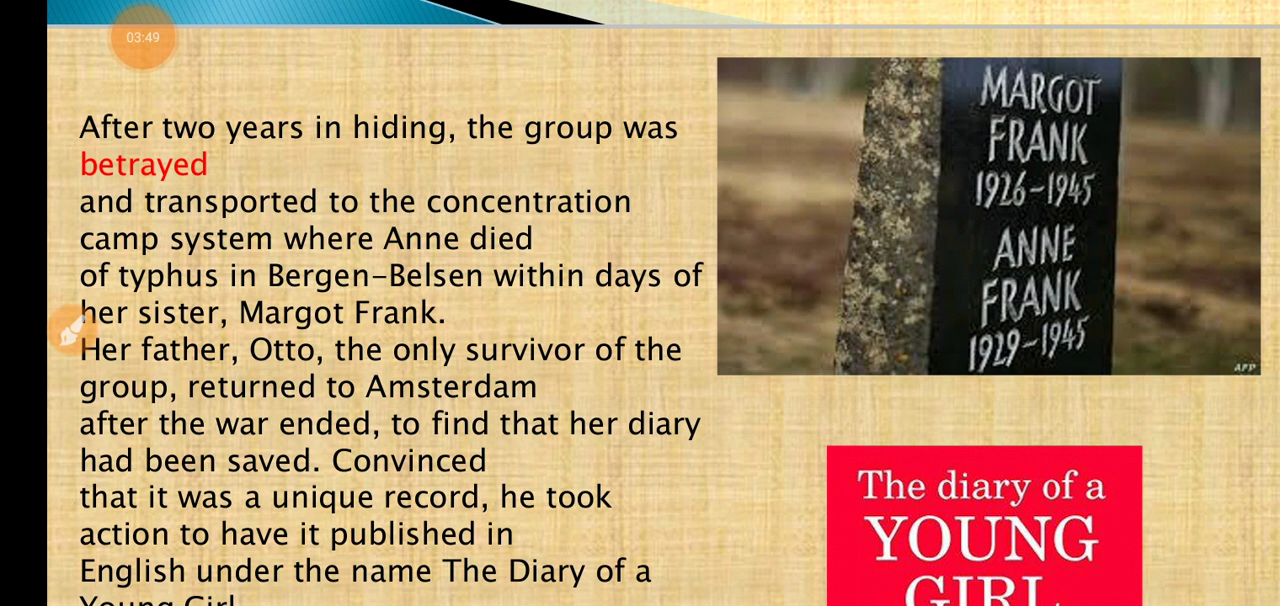 03:49
After two years in hiding, the group was
betrayed
and transported to the concentration
camp system where Anne died
of typhus in Bergen-Belsen within days of
her sister, Margot Frank.
Her father, Otto, the only survivor of the
group, returned to Amsterdam
after the war ended, to find that her diary
had been saved. Convinced
that it was a unique record, he took
action to have it published in
English under the name The Diary of a
Young Girl
MARGOT
FRANK
1926-1945
ANNE
FRANK
1929-1945
AFP
The diary of a
YOUNG
GIRL